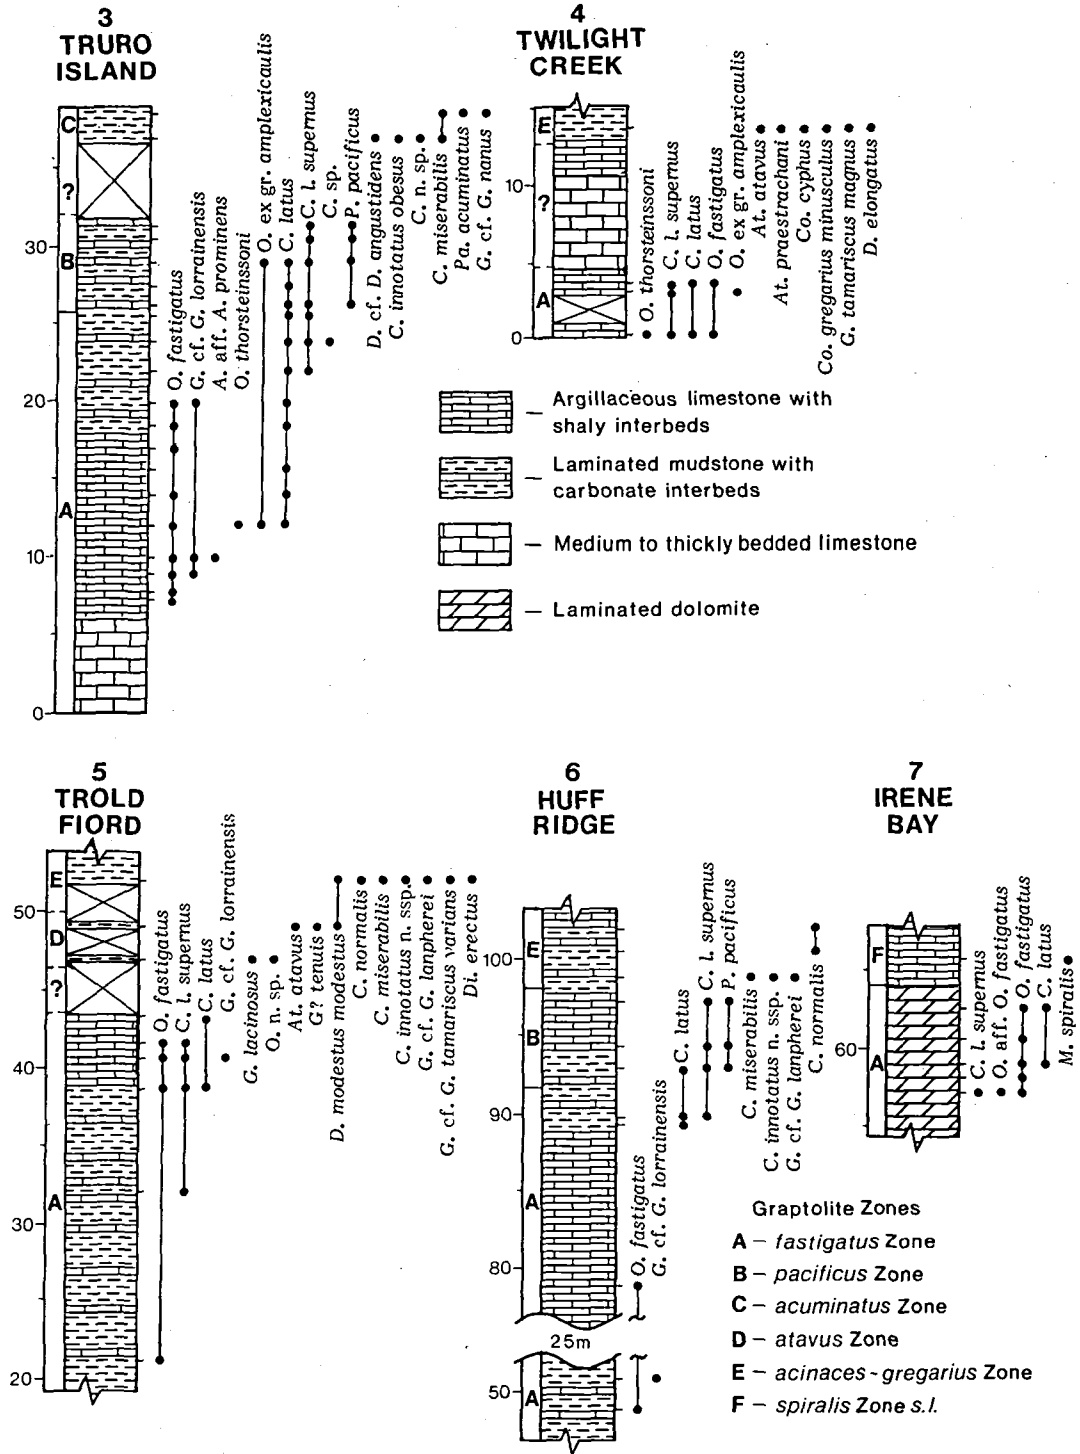 3
TRURO
ISLAND
C
?
B
A
30
20
10
0
O. fastigatus
G. cf. G. lorrainensis
A. aff. A. prominens
O. thorsteinssoni
O. ex gr. amplexicaulis
C. latus
C. l. supernus
C. sp.
P. pacificus
D. cf. D. angustidens
C. innotatus obesus
C. n. sp.
C. miserabilis
Pa. acuminatus
G. cf. G. nanus
4
TWILIGHT
CREEK
E
?
A
10
0
O. thorsteinssoni
C. l. supernus
C. latus
O. fastigatus
O. ex gr. amplexicaulis
At. atavus
At. praestrachani
Co. cyphus
Co. gregarius minusculus
G. tamariscus magnus
D. elongatus
Argillaceous limestone with
shaly interbeds
Laminated mudstone with
carbonate interbeds
Medium to thickly bedded limestone
Laminated dolomite
5
TROLD
FIORD
E
D
?
A
50
40
30
20
O. fastigatus
C. l. supernus
C. latus
G. cf. G. lorrainensis
G. lacinosus
O. n. sp.
At. atavus
G? tenuis
D. modestus modestus
C. normalis
C. miserabilis
C. innotatus n. ssp.
G. cf. G. lanpherei
G. cf. G. tamariscus varians
Di. erectus
6
HUFF
RIDGE
E
B
A
A
100
90
80
25m
50
O. fastigatus
G. cf. G. lorrainensis
C. latus
C. l. supernus
P. pacificus
C. miserabilis
C. innotatus n. ssp.
G. cf. G. lanpherei
C. normalis
7
IRENE
BAY
F
A
60
C. l. supernus
O. aff. O. fastigatus
O. fastigatus
C. latus
M. spiralis
Graptolite Zones
A – fastigatus Zone
B – pacificus Zone
C – acuminatus Zone
D – atavus Zone
E – acinaces-gregarius Zone
F – spiralis Zone s.l.